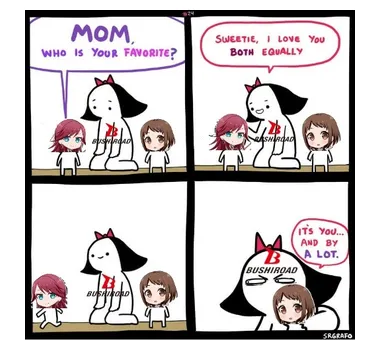 #24
MOM,
WHO IS YOUR FAVORITE?
BUSHIROAD
SWEETIE, I LOVE YOU
BOTH EQUALLY
BUSHIROAD
BUSHIROAD
IT'S YOU...
AND BY
A LOT.
BUSHIROAD
SRGRAFO